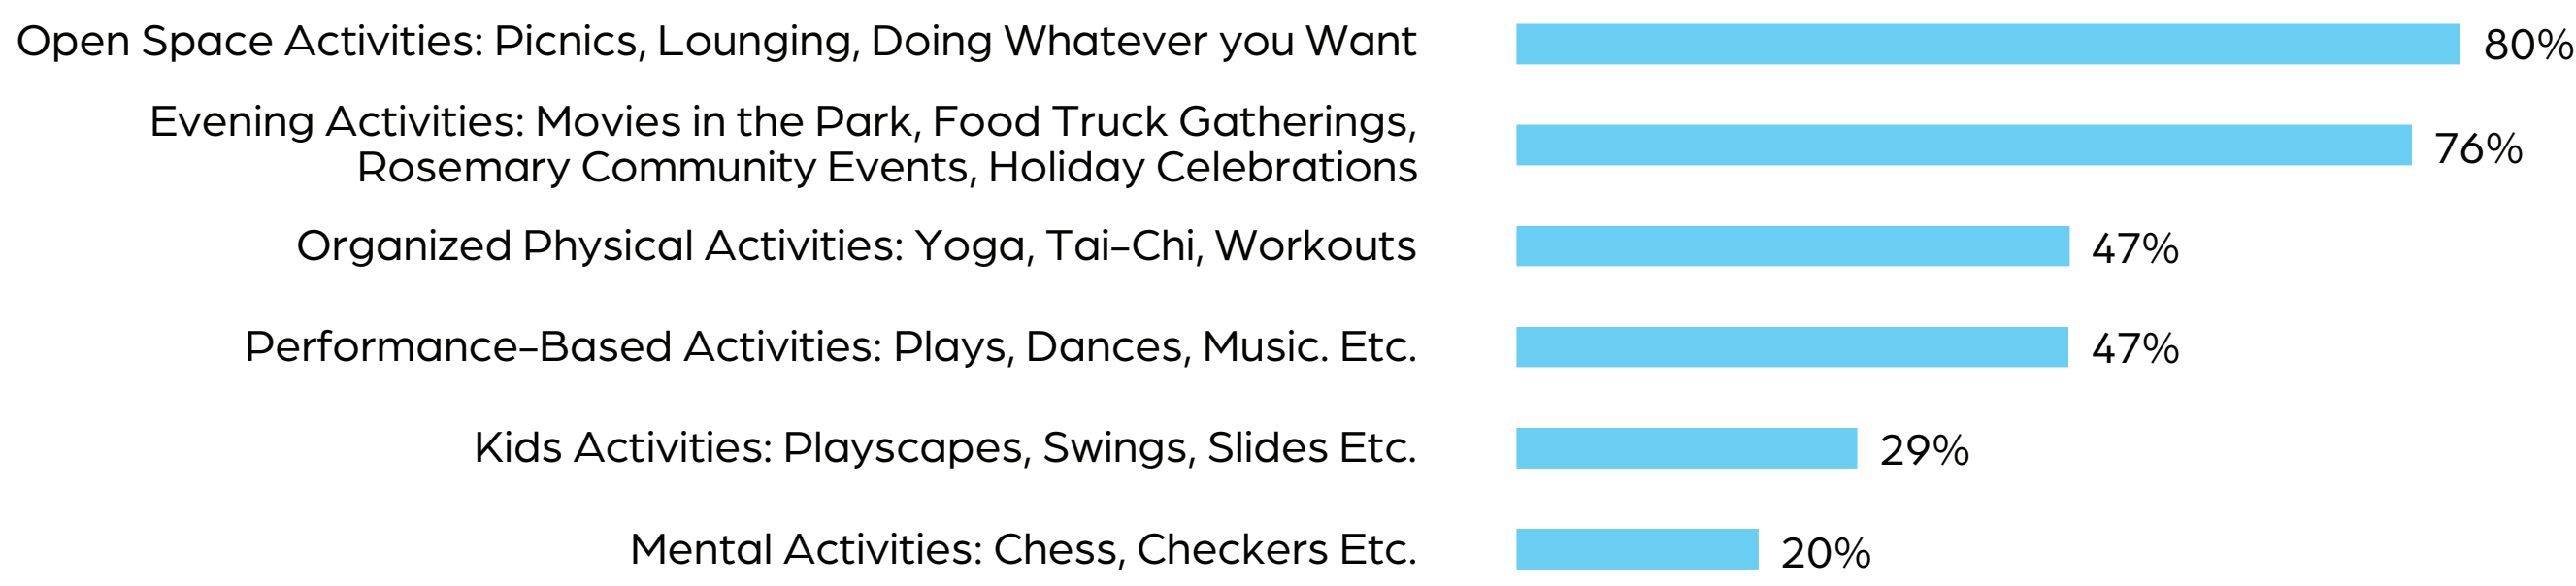 Open Space Activities: Picnics, Lounging, Doing Whatever you Want 80%
Evening Activities: Movies in the Park, Food Truck Gatherings,
Rosemary Community Events, Holiday Celebrations 76%
Organized Physical Activities: Yoga, Tai-Chi, Workouts 47%
Performance-Based Activities: Plays, Dances, Music. Etc. 47%
Kids Activities: Playscapes, Swings, Slides Etc. 29%
Mental Activities: Chess, Checkers Etc. 20%